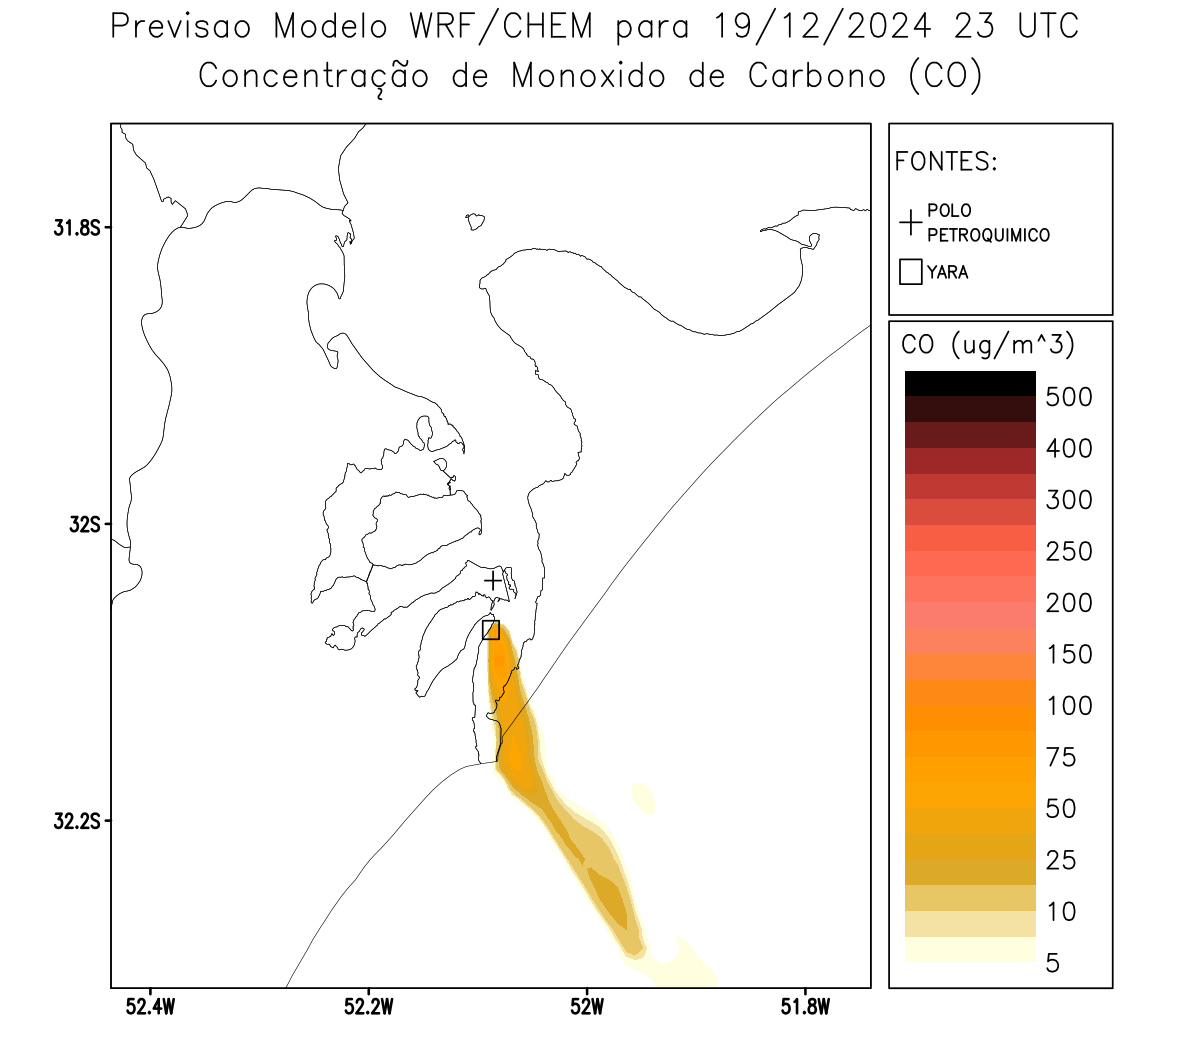 Previsao Modelo WRF/CHEM para 19/12/2024 23 UTC
Concentração de Monoxido de Carbono (CO)
FONTES:
POLO
PETROQUIMICO
YARA
CO (ug/m^3)
500
400
300
250
200
150
100
75
50
25
10
5
31.8S
32S
32.2S
52.4W
52.2W
52W
51.8W